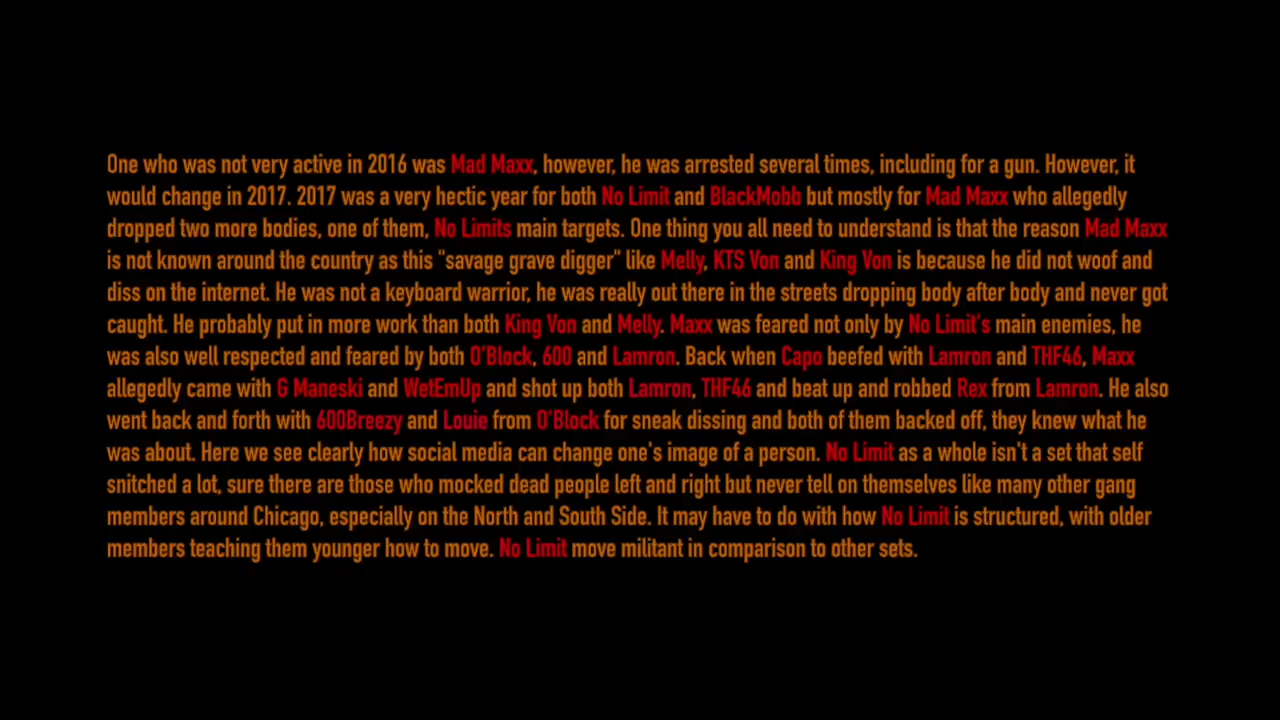 One who was not very active in 2016 was Mad Maxx, however, he was arrested several times, including for a gun. However, it
would change in 2017. 2017 was a very hectic year for both No Limit and BlackMobb but mostly for Mad Maxx who allegedly
dropped two more bodies, one of them, No Limits main targets. One thing you all need to understand is that the reason Mad Maxx
is not known around the country as this "savage grave digger" like Melly, KTS Von and King Von is because he did not woof and
diss on the internet. He was not a keyboard warrior, he was really out there in the streets dropping body after body and never got
caught. He probably put in more work than both King Von and Melly. Maxx was feared not only by No Limit's main enemies, he
was also well respected and feared by both O'Block, 600 and Lamron. Back when Capo beefed with Lamron and THF46, Maxx
allegedly came with G Maneski and WetEmUp and shot up both Lamron, THF46 and beat up and robbed Rex from Lamron. He also
went back and forth with 600Breezy and Louie from O'Block for sneak dissing and both of them backed off, they knew what he
was about. Here we see clearly how social media can change one's image of a person. No Limit as a whole isn't a set that self
snitched a lot, sure there are those who mocked dead people left and right but never tell on themselves like many other gang
members around Chicago, especially on the North and South Side. It may have to do with how No Limit is structured, with older
members teaching them younger how to move. No Limit move militant in comparison to other sets.